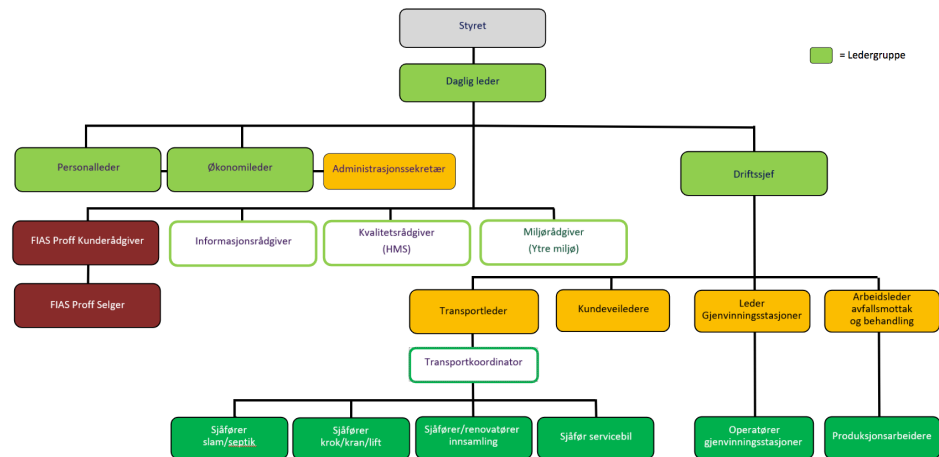 Styret
= Ledergruppe
Daglig leder
Personalleder
Økonomileder
Administrasjonssekretær
Driftssjef
FIAS Proff Kunderådgiver
Informasjonsrådgiver
Kvalitetsrådgiver
(HMS)
Miljørådgiver
(Ytre miljø)
FIAS Proff Selger
Transportleder
Kundeveiledere
Leder
Gjenvinningsstasjoner
Arbeidsleder
avfallsmottak
og behandling
Transportkoordinator
Sjåfører
slam/septik
Sjåfører
krok/kran/lift
Sjåfører/renovatører
innsamling
Sjåfør servicebil
Operatører
gjenvinningsstasjoner
Produksjonsarbeidere